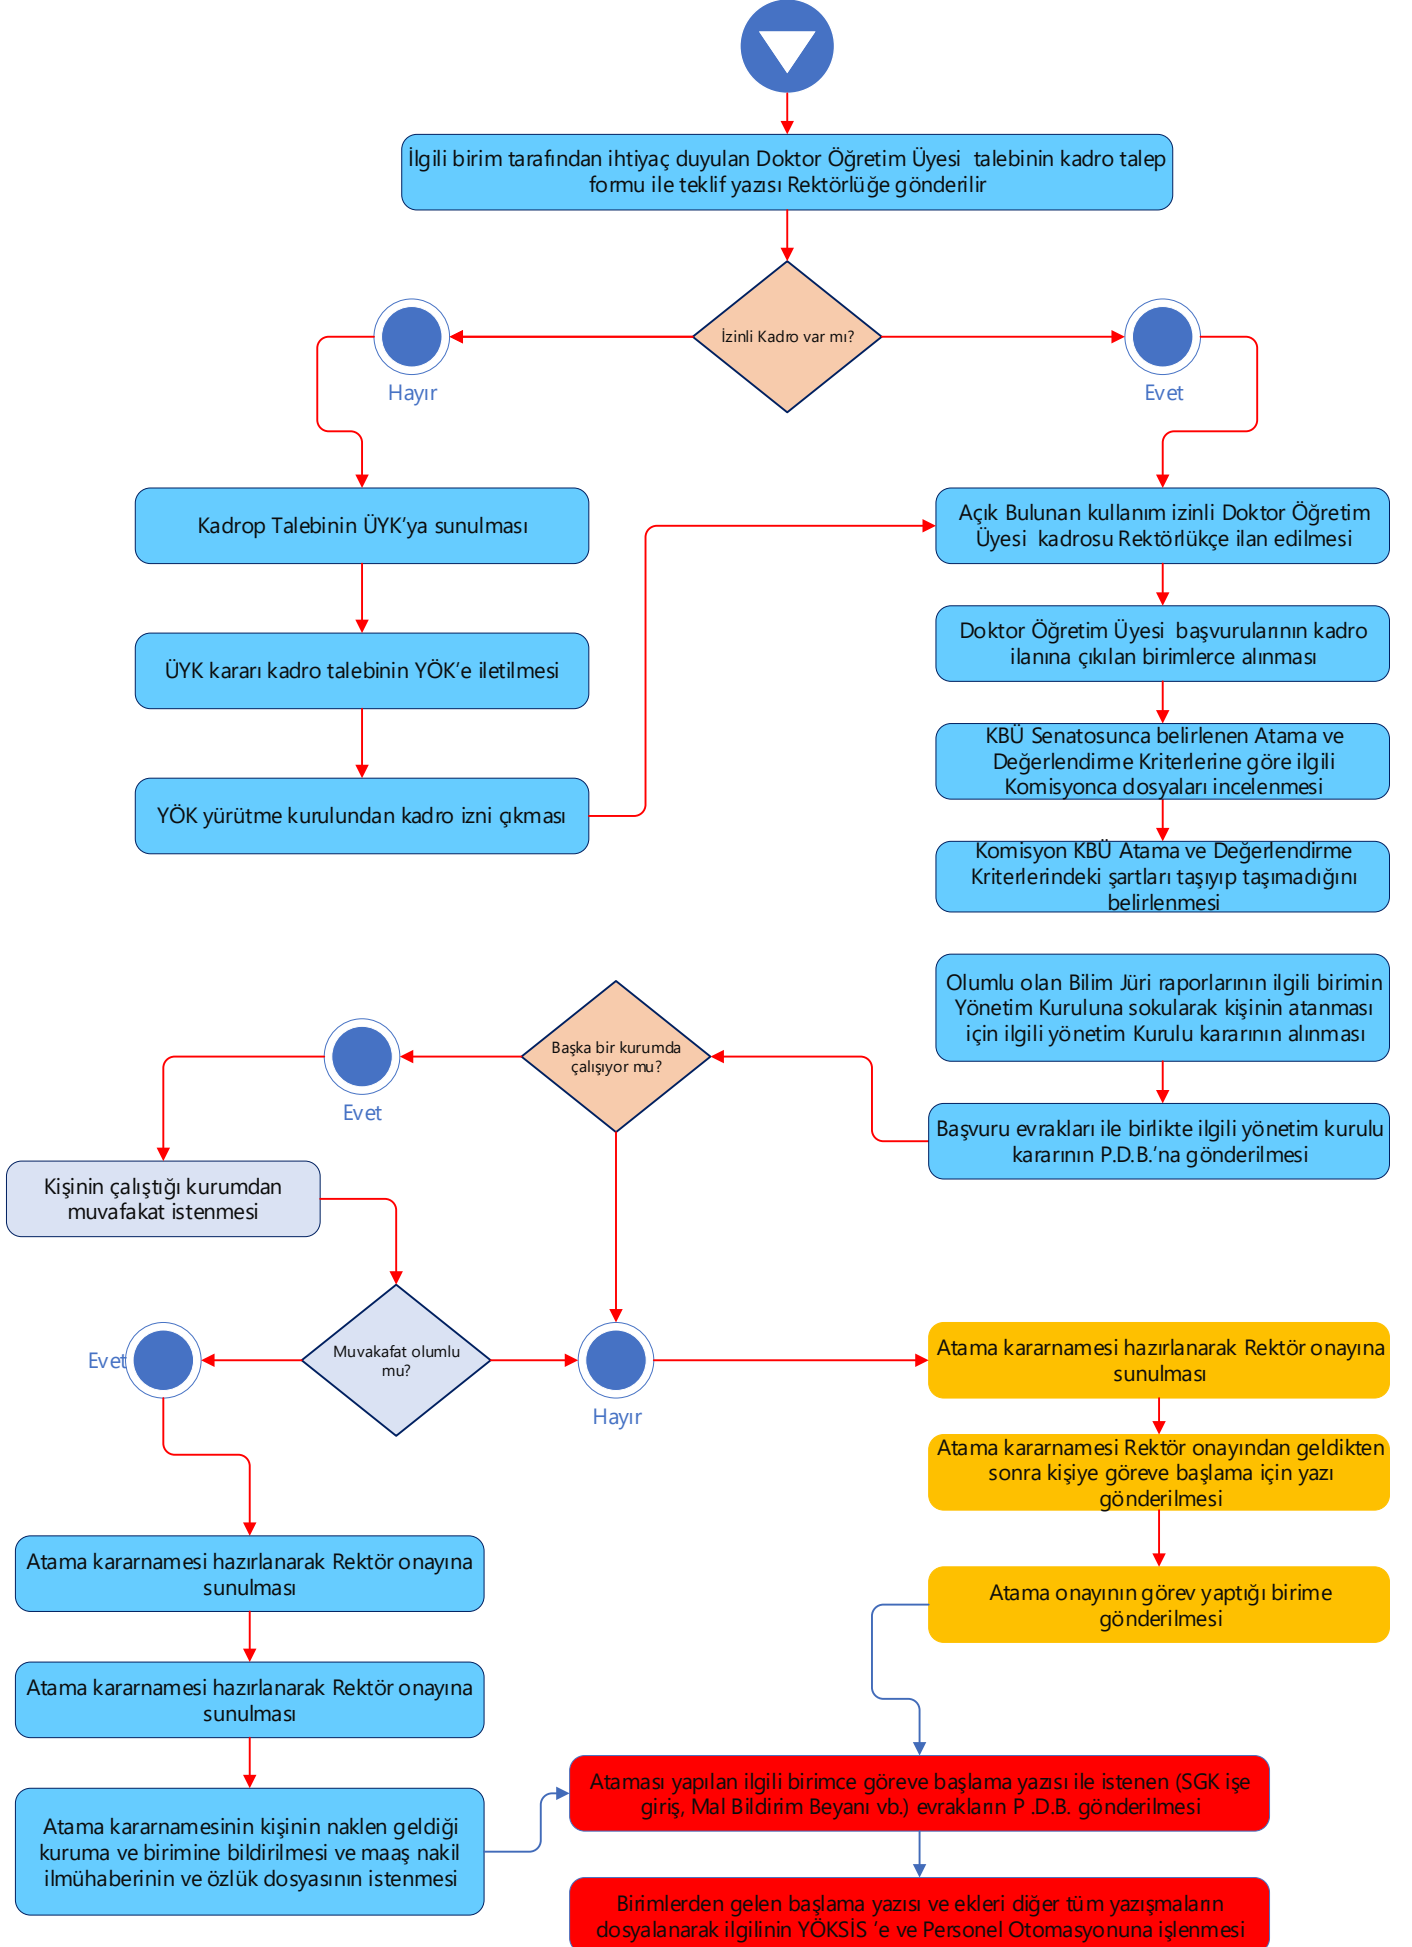 İlgili birim tarafından ihtiyaç duyulan Doktor Öğretim Üyesi talebinin kadro talep
formu ile teklif yazısı Rektörlüğe gönderilir
İzinli Kadro var mı?
Hayır
Evet
Kadrop Talebinin ÜYK’ya sunulması
ÜYK kararı kadro talebinin YÖK’e iletilmesi
YÖK yürütme kurulundan kadro izni çıkması
Açık Bulunan kullanım izinli Doktor Öğretim
Üyesi kadrosu Rektörlükçe ilan edilmesi
Doktor Öğretim Üyesi başvurularının kadro
ilanına çıkılan birimlerce alınması
KBÜ Senatosunca belirlenen Atama ve
Değerlendirme Kriterlerine göre ilgili
Komisyonca dosyaları incelenmesi
Komisyon KBÜ Atama ve Değerlendirme
Kriterlerindeki şartları taşıyıp taşımadığını
belirlenmesi
Olumlu olan Bilim Jüri raporlarının ilgili birimin
Yönetim Kuruluna sokularak kişinin atanması
için ilgili yönetim Kurulu kararının alınması
Başvuru evrakları ile birlikte ilgili yönetim kurulu
kararının P.D.B.’na gönderilmesi
Başka bir kurumda
çalışıyor mu?
Evet
Kişinin çalıştığı kurumdan
muvafakat istenmesi
Muvakafat olumlu
mu?
Evet
Hayır
Atama kararnamesi hazırlanarak Rektör onayına
sunulması
Atama kararnamesi Rektör onayından geldikten
sonra kişiye göreve başlama için yazı
gönderilmesi
Atama onayının görev yaptığı birime
gönderilmesi
Atama kararnamesi hazırlanarak Rektör onayına
sunulması
Atama kararnamesi hazırlanarak Rektör onayına
sunulması
Atama kararnamesinin kişinin naklen geldiği
kuruma ve birimine bildirilmesi ve maaş nakil
ilmühaberinin ve özlük dosyasının istenmesi
Ataması yapılan ilgili birimce göreve başlama yazısı ile istenen (SGK işe
giriş, Mal Bildirim Beyanı vb.) evrakların P .D.B. gönderilmesi
Birimlerden gelen başlama yazısı ve ekleri diğer tüm yazışmaların
dosyalanarak ilgilinin YÖKSİS ’e ve Personel Otomasyonuna işlenmesi